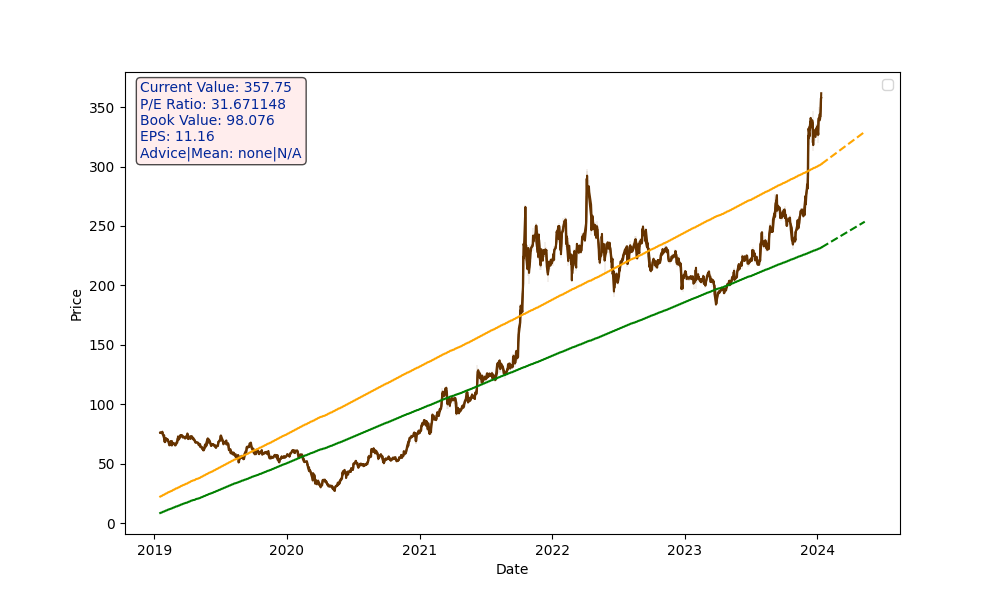 Current Value: 357.75
P/E Ratio: 31.671148
Book Value: 98.076
EPS: 11.16
Advice|Mean: none|N/A
350
300
250
200
150
100
50
0
Price
2019 2020 2021 2022 2023 2024
Date